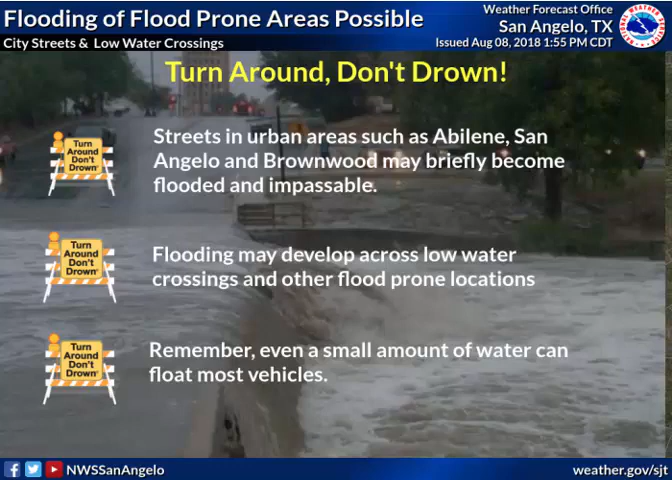 Flooding of Flood Prone Areas Possible
City Streets & Low Water Crossings
Weather Forecast Office
San Angelo, TX
Issued Aug 08, 2018 1:55 PM CDT
NATIONAL WEATHER SERVICE
Turn Around, Don't Drown!
Turn
Around
Don't
Drown
Streets in urban areas such as Abilene, San
Angelo and Brownwood may briefly become
flooded and impassable.
Turn
Around
Don't
Drown
Flooding may develop across low water
crossings and other flood prone locations
Turn
Around
Don't
Drown
Remember, even a small amount of water can
float most vehicles.
NWSSanAngelo
weather.gov/sjt